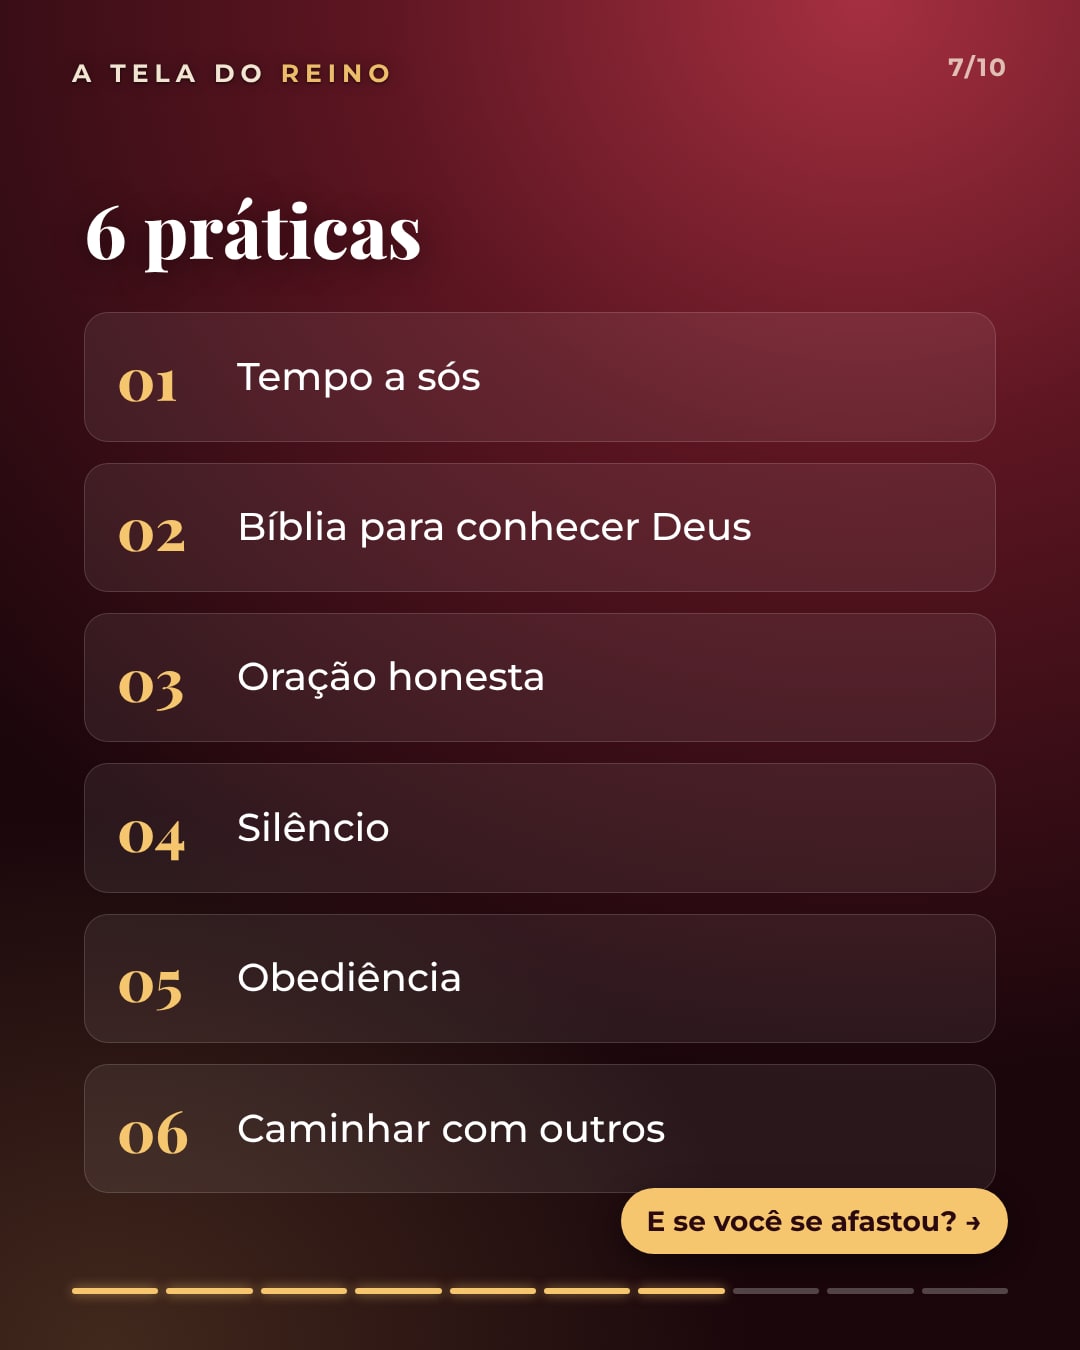 A TELA DO REINO
7/10
6 práticas
01 Tempo a sós
02 Bíblia para conhecer Deus
03 Oração honesta
04 Silêncio
05 Obediência
06 Caminhar com outros
E se você se afastou? →